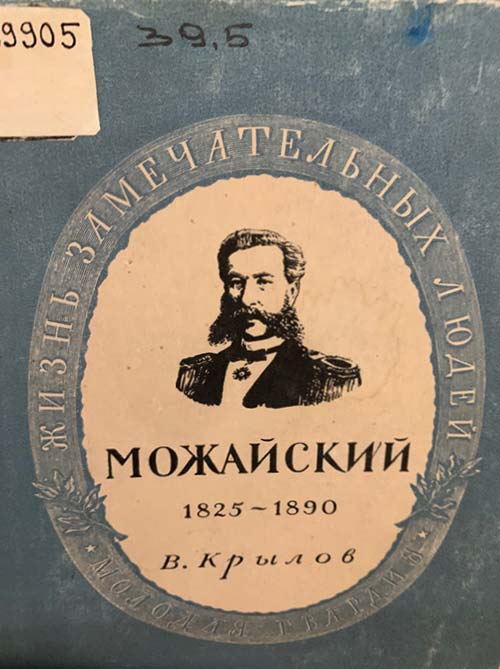 9905
39,5
ЖИЗНЬ ЗАМЕЧАТЕЛЬНЫХ ЛЮДЕЙ
МОЖАЙСКИЙ
1825~1890
В. Крылов
* МОЛОДАЯ ГВАРДИЯ *